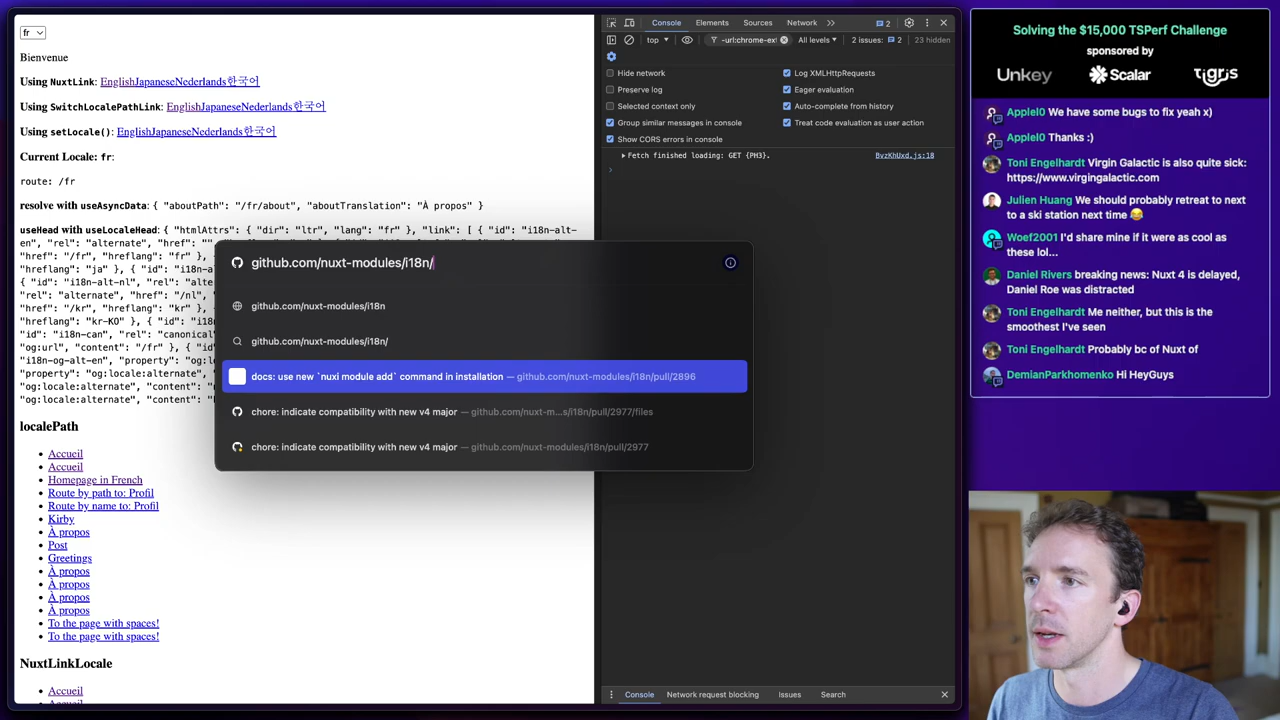 fr
Bienvenue
Using NuxtLink: EnglishJapaneseNederlands한국어
Using SwitchLocalePathLink: EnglishJapaneseNederlands한국어
Using setLocale(): EnglishJapaneseNederlands한국어
Current Locale: fr:
route: /fr
resolve with useAsyncData: { "aboutPath": "/fr/about", "aboutTranslation": "À propos" }
useHead with useLocaleHead: { "htmlAttrs": { "dir": "ltr", "lang": "fr" }, "link": [ { "id": "i18n-alt-
en", "rel": "alternate", "href": ""
"href": "/fr", "hreflang": "fr" }, {
"hreflang": "ja" }, { "id": "i18n-a
{ "id": "i18n-alt-nl", "rel": "alte
"rel": "alternate", "href": "/nl",
"href": "/kr", "hreflang": "kr" },
"hreflang": "kr-KO" }, { "id": "i18
"id": "i18n-can", "rel": "canonical
"og:url", "content": "/fr" }, { "id
"i18n-og-alt-en", "property": "og:l
"og:locale:alternate", "content":
"property": "og:locale:alternate",
"og:locale:alternate", "content": "
localePath
Accueil
Accueil
Homepage in French
Route by path to: Profil
Route by name to: Profil
Kirby
À propos
Post
Greetings
À propos
À propos
À propos
À propos
To the page with spaces!
To the page with spaces!
NuxtLinkLocale
Accueil
github.com/nuxt-modules/i18n/
github.com/nuxt-modules/i18n
github.com/nuxt-modules/i18n/
docs: use new `nuxi module add` command in installation — github.com/nuxt-modules/i18n/pull/2896
chore: indicate compatibility with new v4 major — github.com/nuxt-m...s/i18n/pull/2977/files
chore: indicate compatibility with new v4 major — github.com/nuxt-modules/i18n/pull/2977
Console Elements Sources Network 2
top -url:chrome-ex All levels 2 issues: 2 23 hidden
Hide network
Log XMLHttpRequests
Preserve log
Eager evaluation
Selected context only
Auto-complete from history
Group similar messages in console
Treat code evaluation as user action
Show CORS errors in console
Fetch finished loading: GET {PH3}. BvzKhUxd.js:18
Console Network request blocking Issues Search
Solving the $15,000 TSPerf Challenge
sponsored by
Unkey Scalar tigris
Applel0 We have some bugs to fix yeah x)
Applel0 Thanks :)
Toni Engelhardt Virgin Galactic is also quite sick:
https://www.virgingalactic.com
Julien Huang We should probably retreat to next
to a ski station next time 😂
Woef2001 I'd share mine if it were as cool as
these lol...
Daniel Rivers breaking news: Nuxt 4 is delayed,
Daniel Roe was distracted
Toni Engelhardt Me neither, but this is the
smoothest I've seen
Toni Engelhardt Probably bc of Nuxt of
DemianParkhomenko Hi HeyGuys